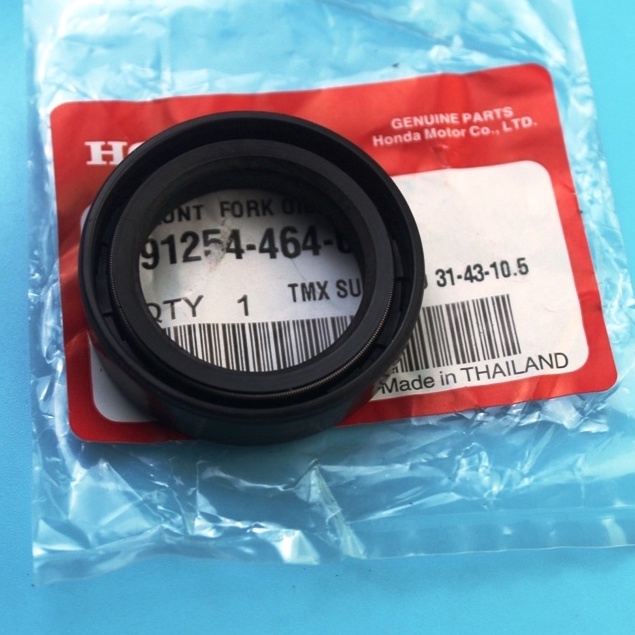 GENUINE PARTS
Honda Motor Co., LTD.
FORK
91254-464-
QTY 1 TMX 31-43-10.5
Made in THAILAND